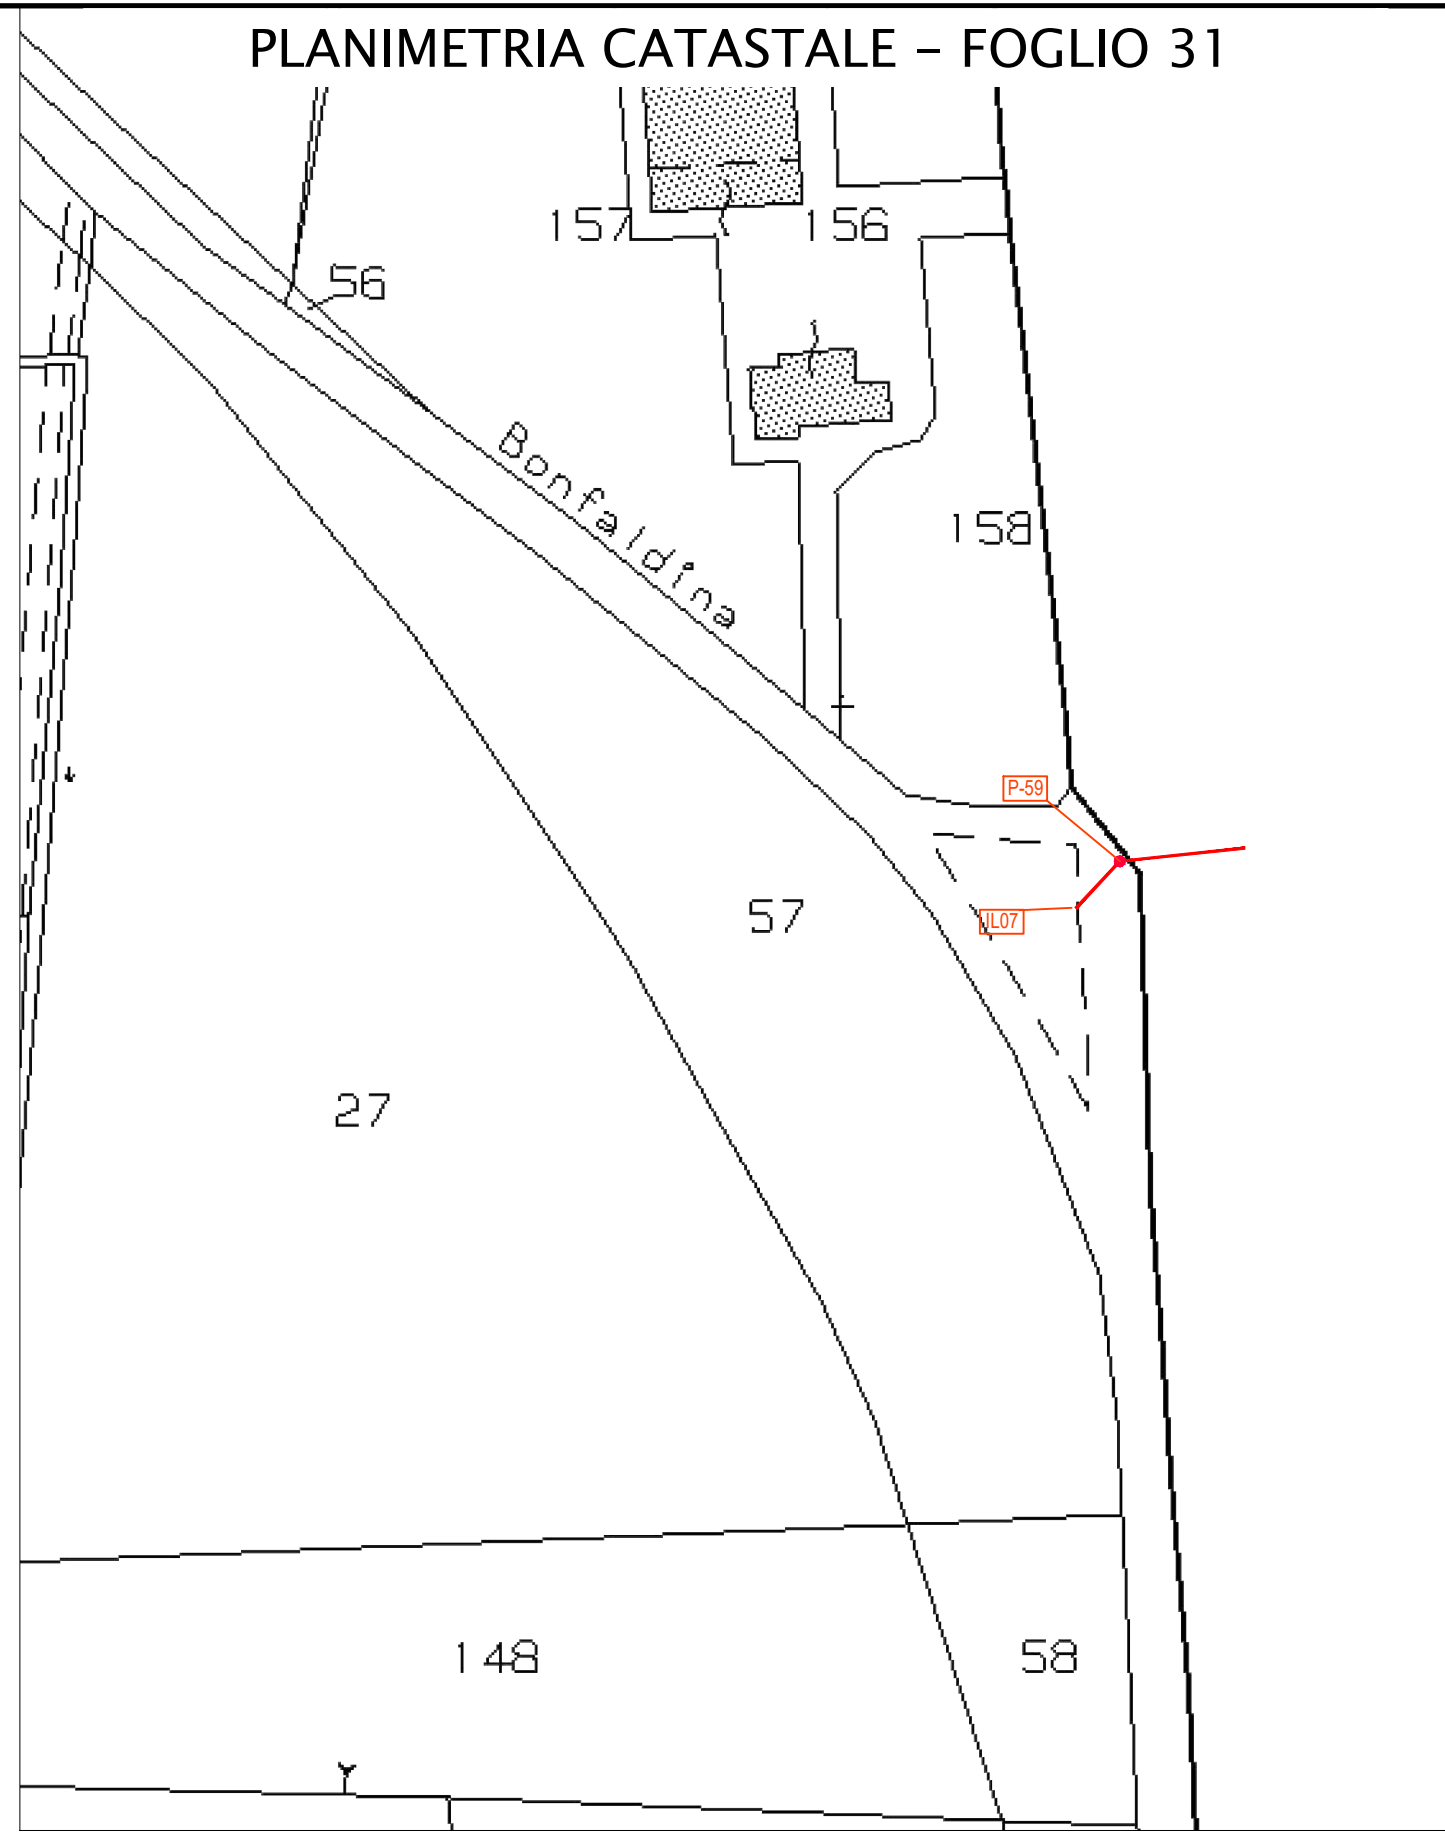 PLANIMETRIA CATASTALE – FOGLIO 31
157
156
56
Bonfaldina
158
P-59
57
IL07
27
148
58